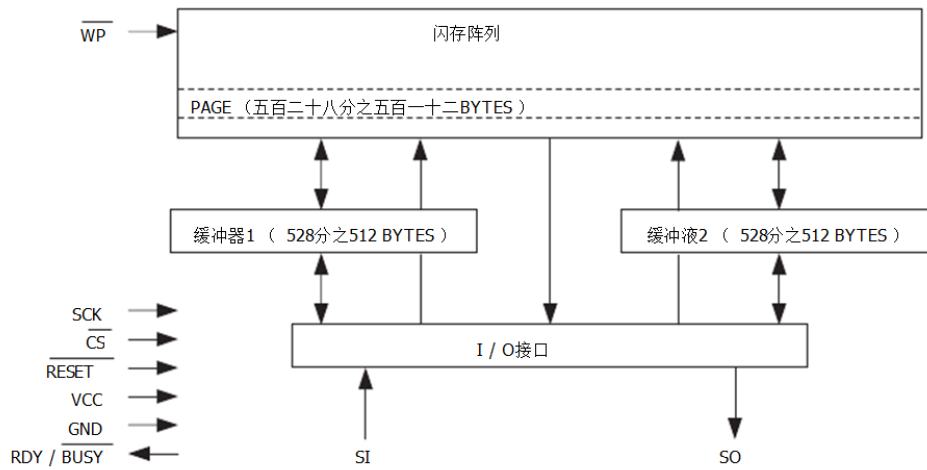 WP
闪存阵列
PAGE （五百二十八分之五百一十二BYTES ）
缓冲器1 （ 528分之512 BYTES ）
缓冲液2 （ 528分之512 BYTES ）
SCK
CS
RESET
VCC
GND
RDY / BUSY
I / O接口
SI
SO